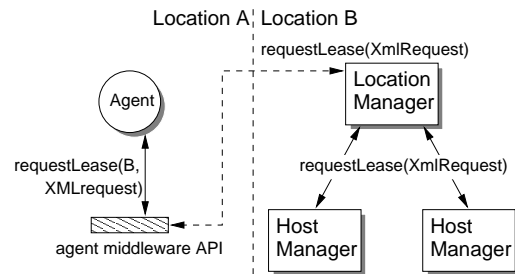 Location A
Location B
requestLease(XmlRequest)
Agent
Location
Manager
requestLease(B,
XMLrequest)
requestLease(XmlRequest)
agent middleware API
Host
Manager
Host
Manager